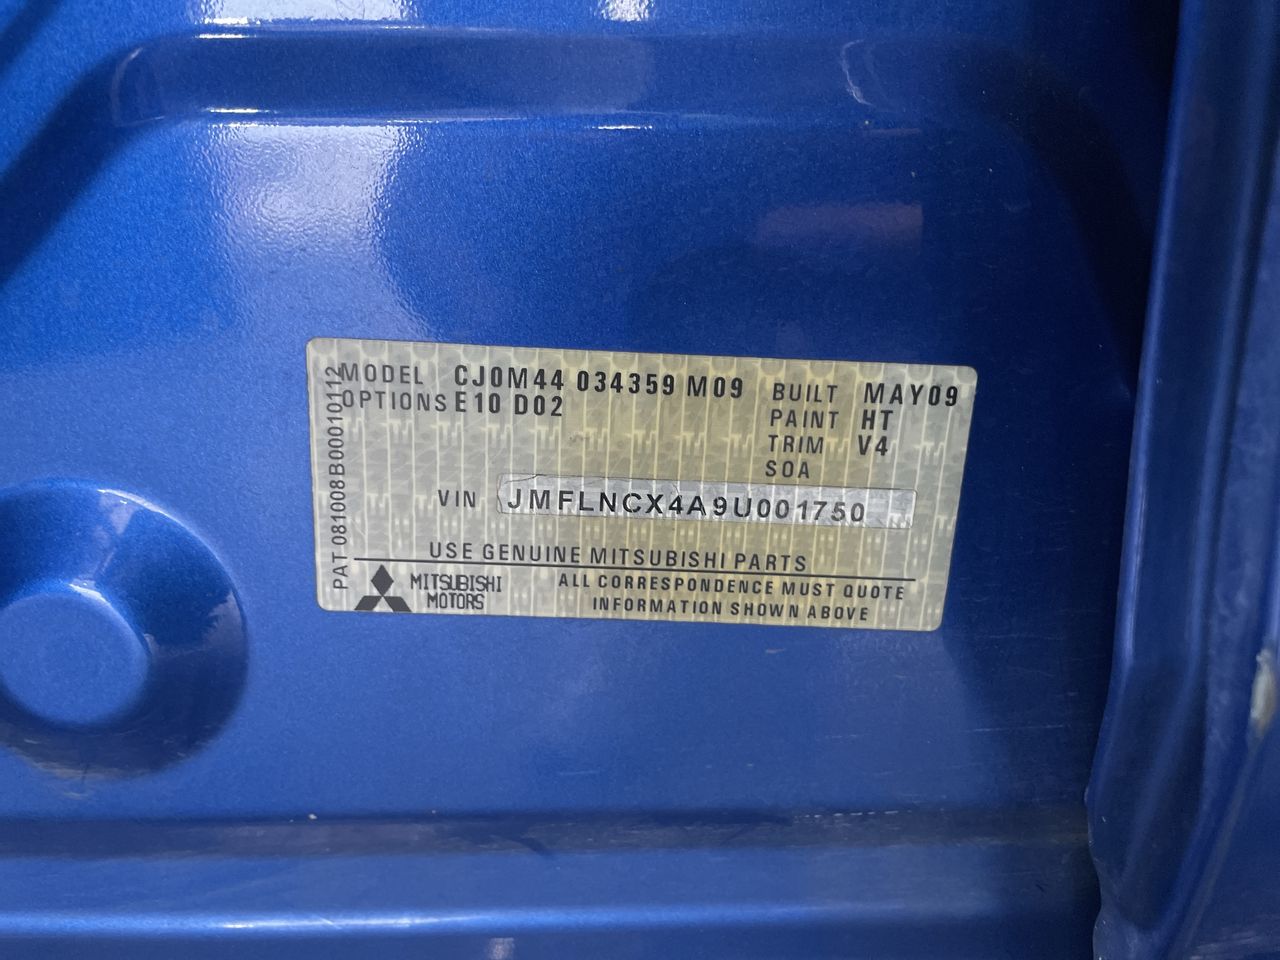 MODEL CJ0M44 034359 M09 BUILT MAY09
OPTIONS E10 D02 PAINT HT
TRIM V4
SOA
VIN JMFLNCX4A9U001750
USE GENUINE MITSUBISHI PARTS
MITSUBISHI MOTORS
ALL CORRESPONDENCE MUST QUOTE
INFORMATION SHOWN ABOVE
PAT 081008B00010112